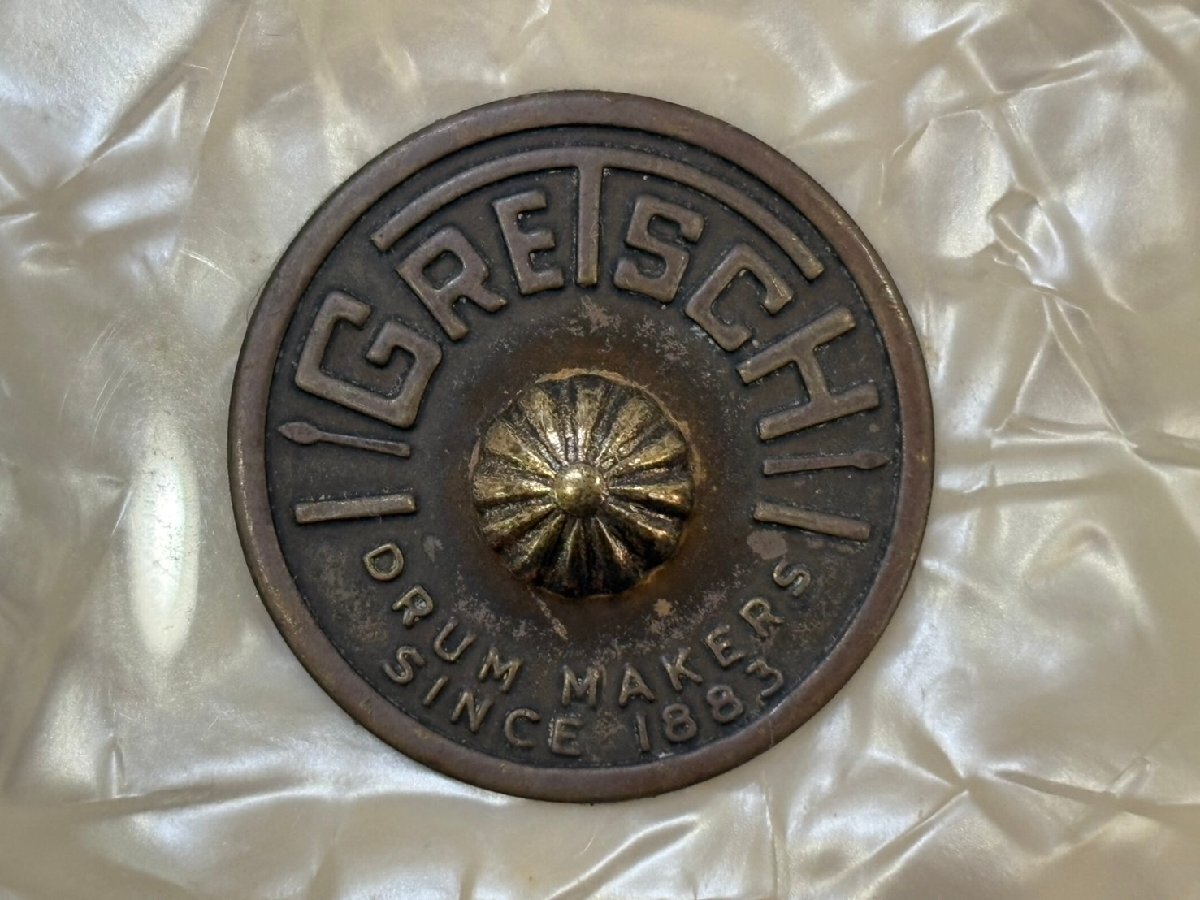 GRETSCH
DRUM MAKERS
SINCE 1883